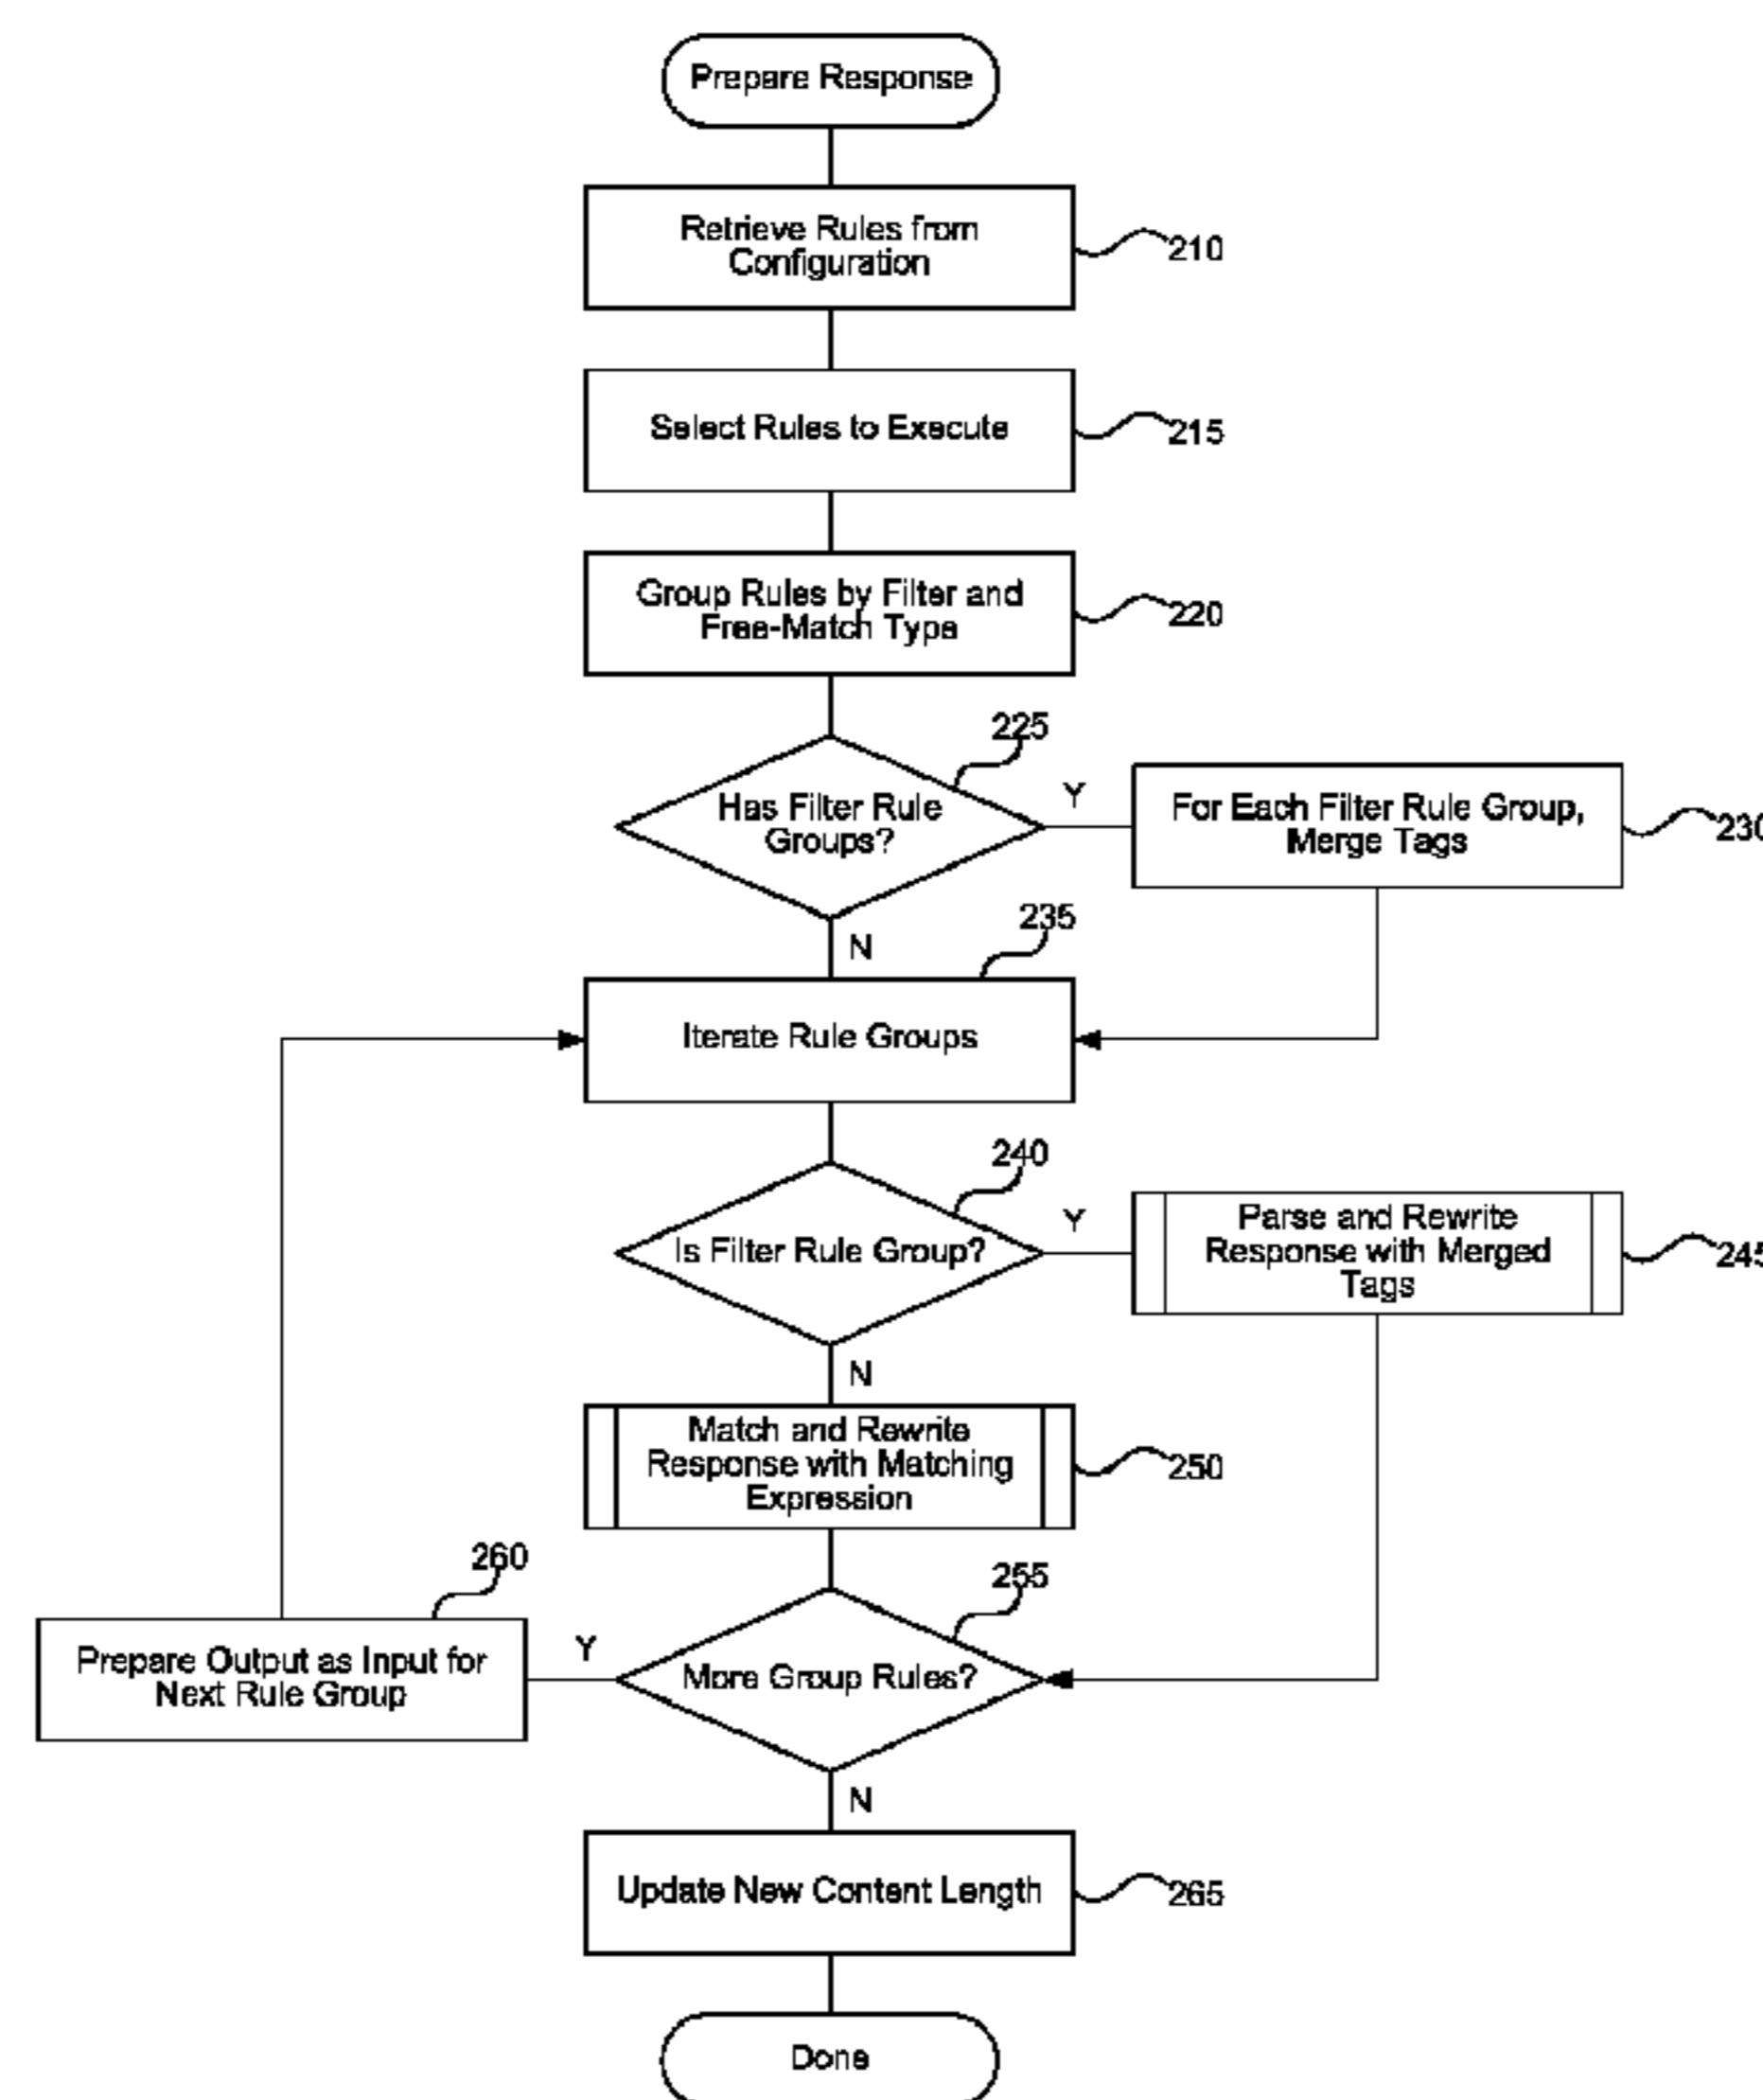 Prepare Response
Retrieve Rules from
Configuration
210
Select Rules to Execute
215
Group Rules by Filter and
Free-Match Type
220
225
Has Filter Rule
Groups?
Y
For Each Filter Rule Group,
Merge Tags
230
N
235
Iterate Rule Groups
240
Is Filter Rule Group?
Y
Parse and Rewrite
Response with Merged
Tags
245
N
Match and Rewrite
Response with Matching
Expression
250
260
255
Prepare Output as Input for
Next Rule Group
Y
More Group Rules?
N
Update New Content Length
265
Done